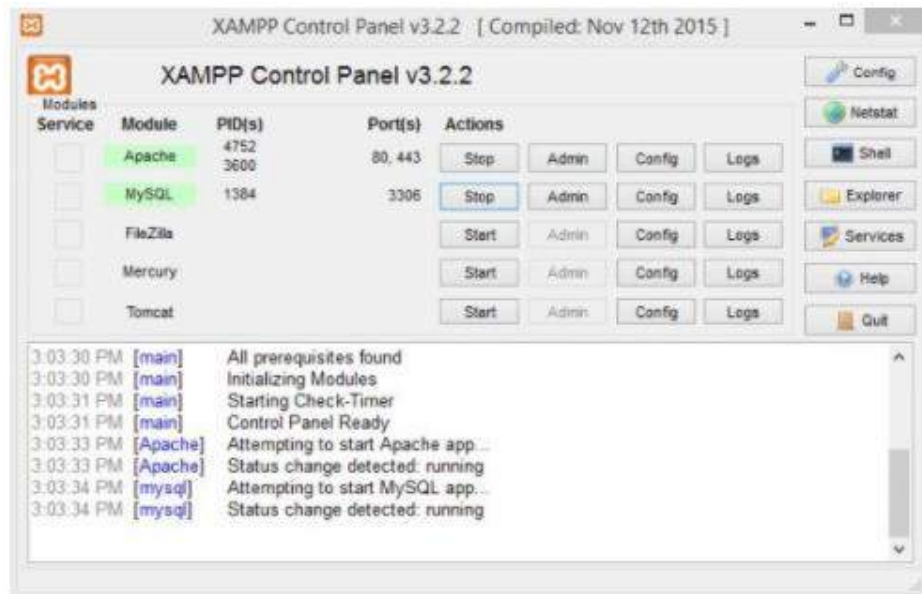 XAMPP Control Panel v3.2.2 [ Compiled: Nov 12th 2015 ]
XAMPP Control Panel v3.2.2
Config
Modules
Service Module PID(s) Port(s) Actions
Netstat
Apache 4752 3600 80, 443 Stop Admin Config Logs
Shell
MySQL 1384 3306 Stop Admin Config Logs
Explorer
FileZilla Start Admin Config Logs
Services
Mercury Start Admin Config Logs
Help
Tomcat Start Admin Config Logs
Quit
3:03:30 PM [main] All prerequisites found
3:03:30 PM [main] Initializing Modules
3:03:31 PM [main] Starting Check-Timer
3:03:31 PM [main] Control Panel Ready
3:03:33 PM [Apache] Attempting to start Apache app...
3:03:33 PM [Apache] Status change detected: running
3:03:34 PM [mysql] Attempting to start MySQL app...
3:03:34 PM [mysql] Status change detected: running